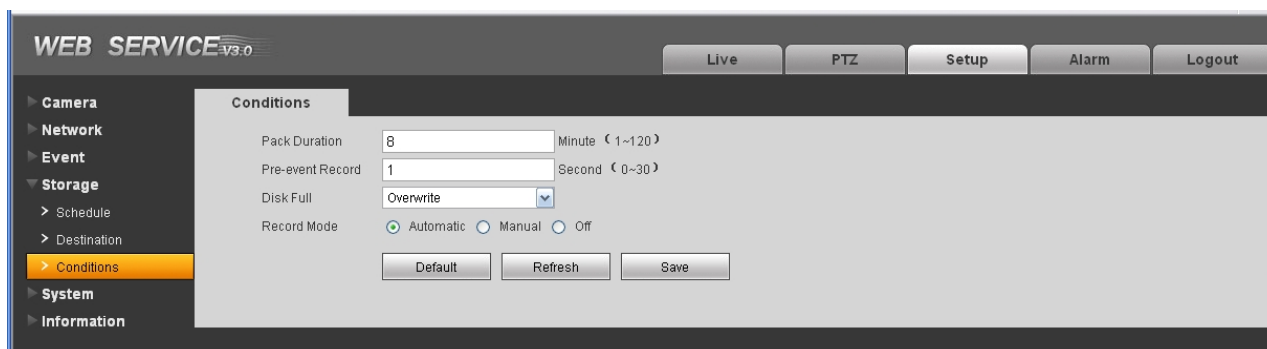 WEB SERVICE V3.0
Live
PTZ
Setup
Alarm
Logout
Camera
Network
Event
Storage
Schedule
Destination
Conditions
System
Information
Conditions
Pack Duration 8 Minute (1~120)
Pre-event Record 1 Second (0~30)
Disk Full Overwrite
Record Mode Automatic Manual Off
Default Refresh Save